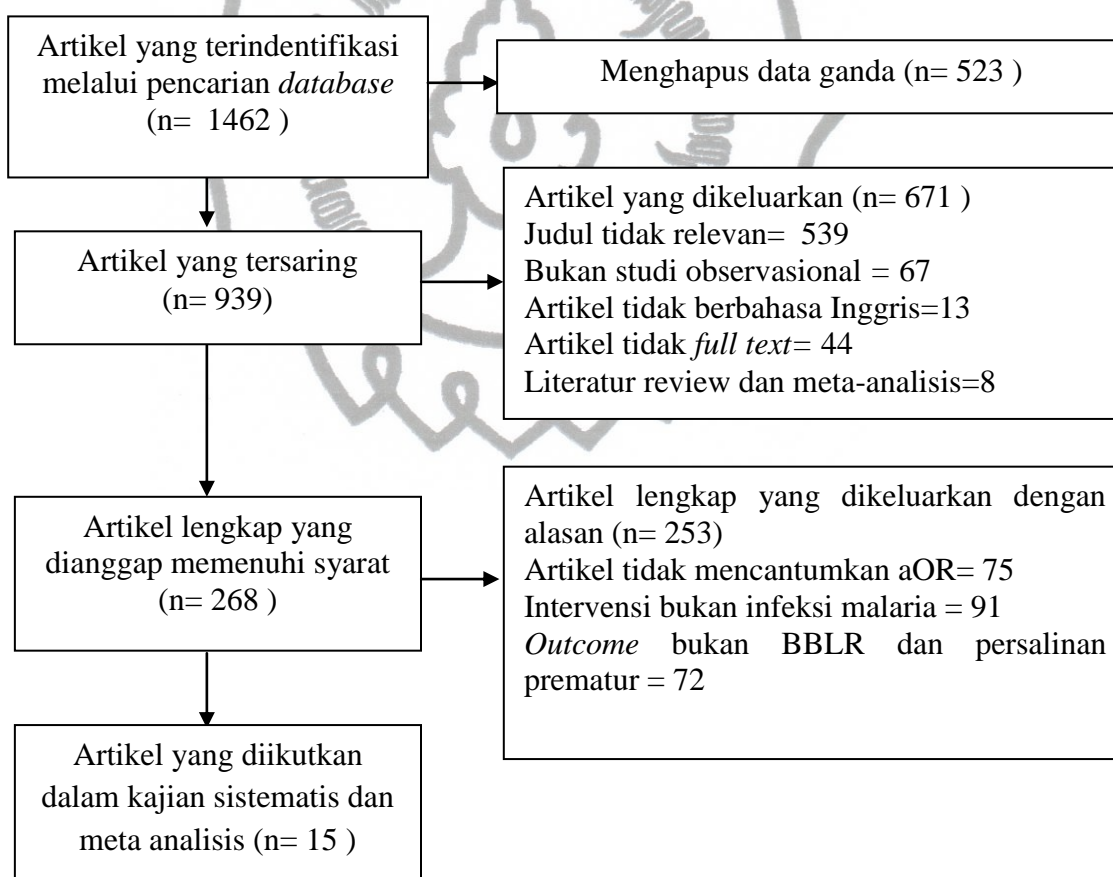 Artikel yang terindentifikasi
melalui pencarian database
(n= 1462 )
Menghapus data ganda (n= 523 )
Artikel yang tersaring
(n= 939)
Artikel yang dikeluarkan (n= 671 )
Judul tidak relevan= 539
Bukan studi observasional = 67
Artikel tidak berbahasa Inggris=13
Artikel tidak full text= 44
Literatur review dan meta-analisis=8
Artikel lengkap yang
dianggap memenuhi syarat
(n= 268 )
Artikel lengkap yang dikeluarkan dengan
alasan (n= 253)
Artikel tidak mencantumkan aOR= 75
Intervensi bukan infeksi malaria = 91
Outcome bukan BBLR dan persalinan
prematur = 72
Artikel yang diikutkan
dalam kajian sistematis dan
meta analisis (n= 15 )